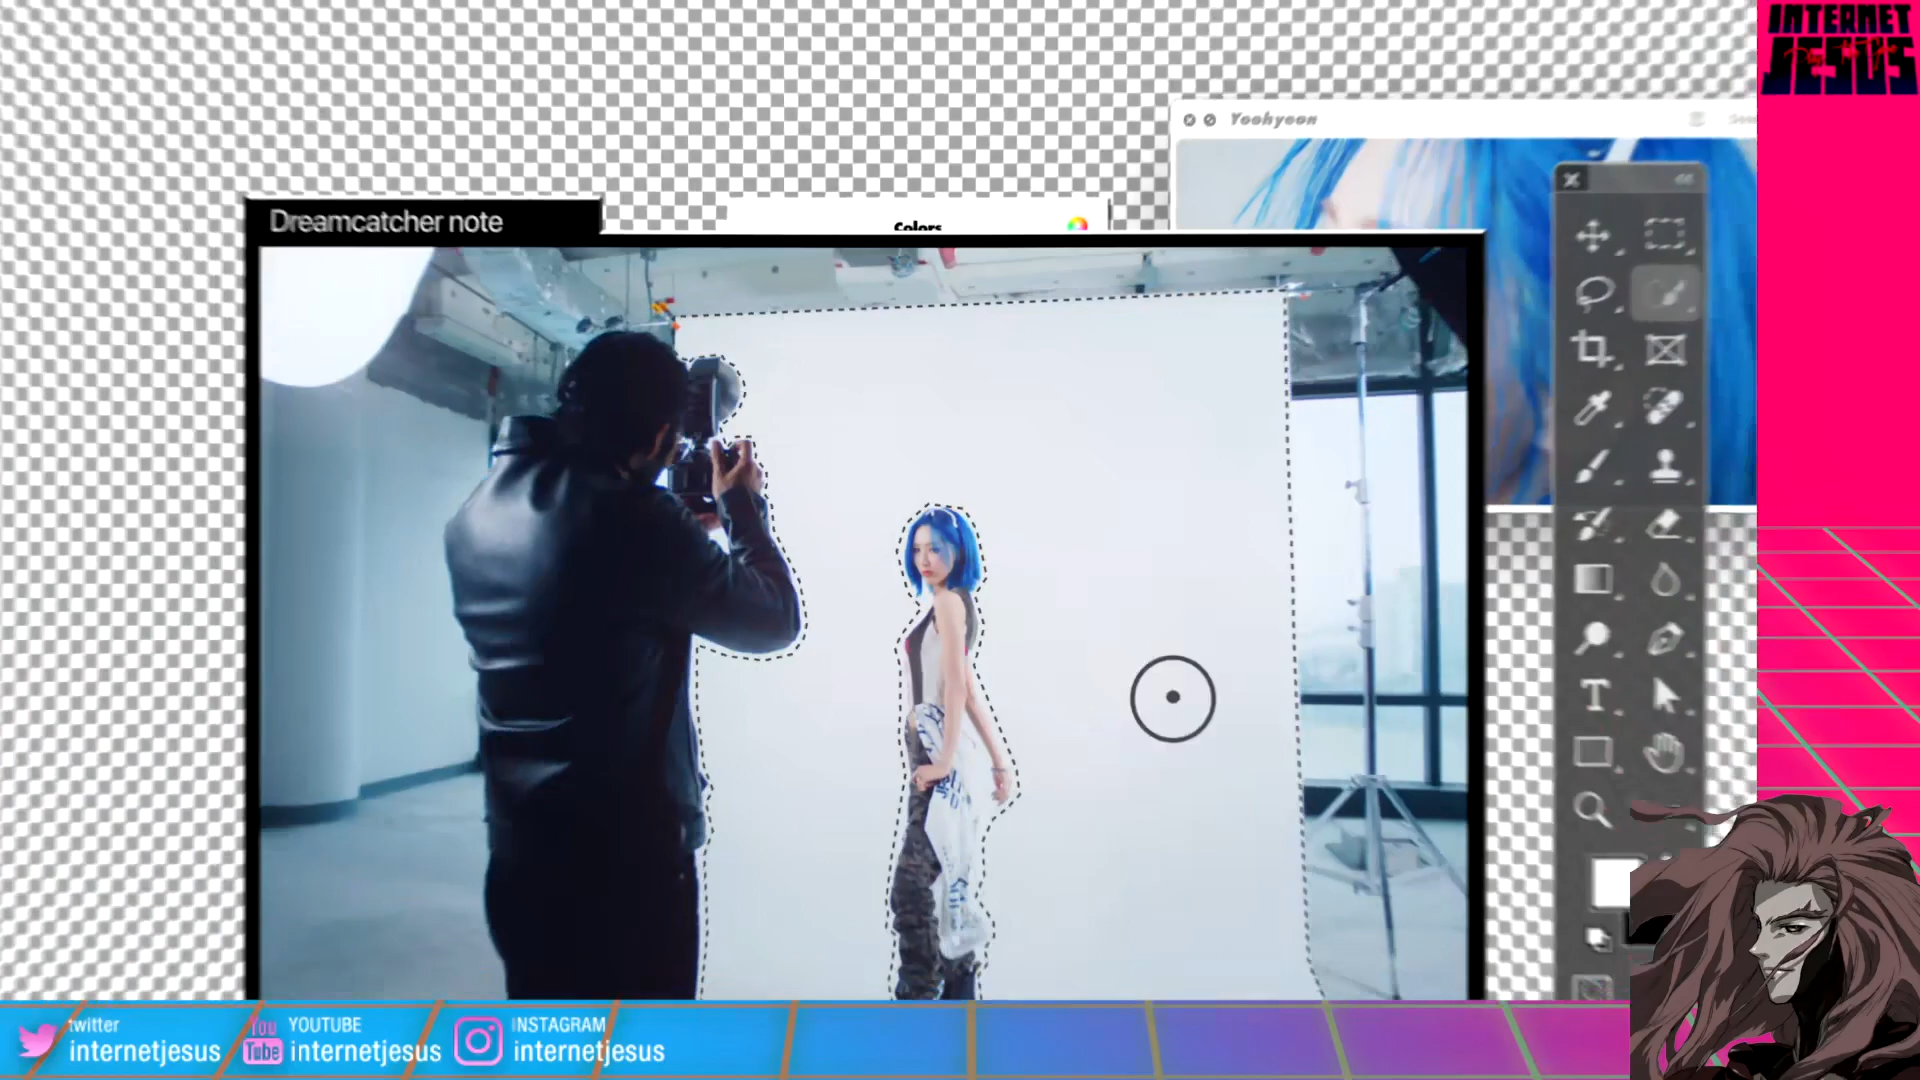 INTERNET
JESUS
Yoohyeon
Dreamcatcher note
Colors
T
twitter
internetjesus
You
Tube
YOUTUBE
internetjesus
INSTAGRAM
internetjesus